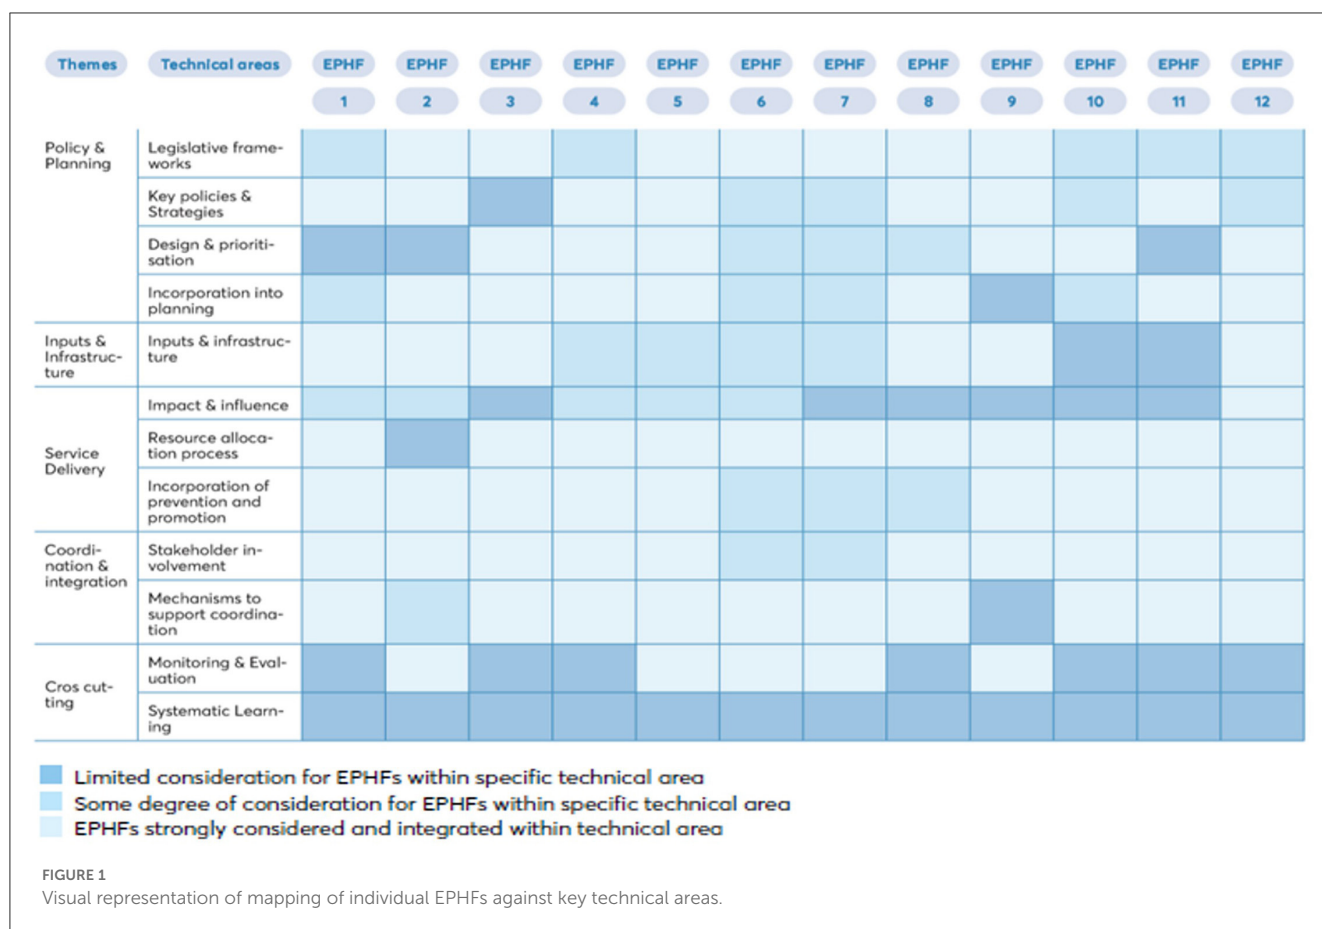 Themes Technical areas EPHF EPHF EPHF EPHF EPHF EPHF EPHF EPHF EPHF EPHF EPHF EPHF
1 2 3 4 5 6 7 8 9 10 11 12
Policy &
Planning
Legislative frame-
works
Key policies &
Strategies
Design & prioriti-
sation
Incorporation into
planning
Inputs &
Infrastruc-
ture
Inputs & infrastruc-
ture
Service
Delivery
Impact & influence
Resource alloca-
tion process
Incorporation of
prevention and
promotion
Coordi-
nation &
integration
Stakeholder in-
volvement
Mechanisms to
support coordina-
tion
Cros cut-
ting
Monitoring & Eval-
uation
Systematic Learn-
ing
Limited consideration for EPHFs within specific technical area
Some degree of consideration for EPHFs within specific technical area
EPHFs strongly considered and integrated within technical area
FIGURE 1
Visual representation of mapping of individual EPHFs against key technical areas.